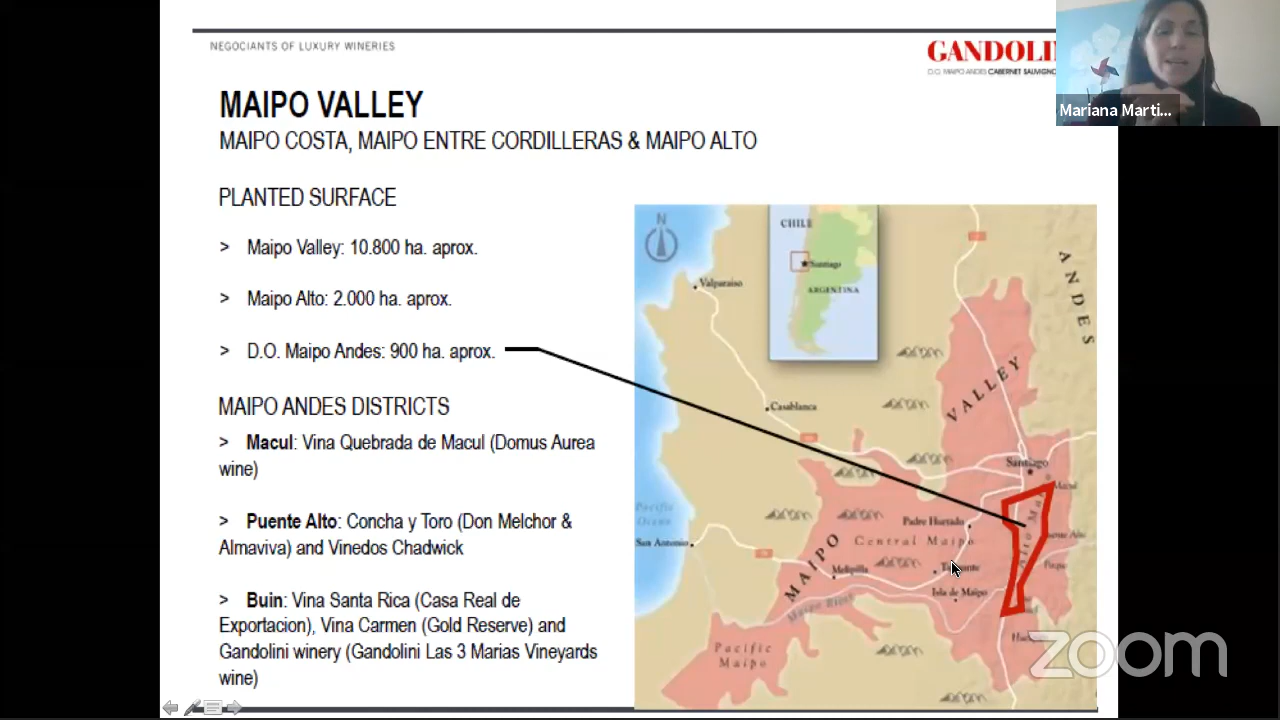 NEGOCIANTS OF LUXURY WINERIES
D.O. MAIPO ANDES CABERNET
Mariana Marti...
MAIPO VALLEY
MAIPO COSTA, MAIPO ENTRE CORDILLERAS & MAIPO ALTO
PLANTED SURFACE
> Maipo Valley: 10.800 ha. aprox.
> Maipo Alto: 2.000 ha. aprox.
> D.O. Maipo Andes: 900 ha. aprox.
MAIPO ANDES DISTRICTS
> Macul: Vina Quebrada de Macul (Domus Aurea
wine)
> Puente Alto: Concha y Toro (Don Melchor &
Almaviva) and Vinedos Chadwick
> Buin: Vina Santa Rica (Casa Real de
Exportacion), Vina Carmen (Gold Reserve) and
Gandolini winery (Gandolini Las 3 Marias Vineyards
wine)
N
CHILE
Santiago
ARGENTINA
ANDES
Valparaiso
VALLEY
Casablanca
Santiago
Macul
Pacific
Padre Hurtado
Central Maipo
San Antonio
MAIPO
Melipilla
Isla de Maipo
Maipo River
Pacific
Maipo
zoom